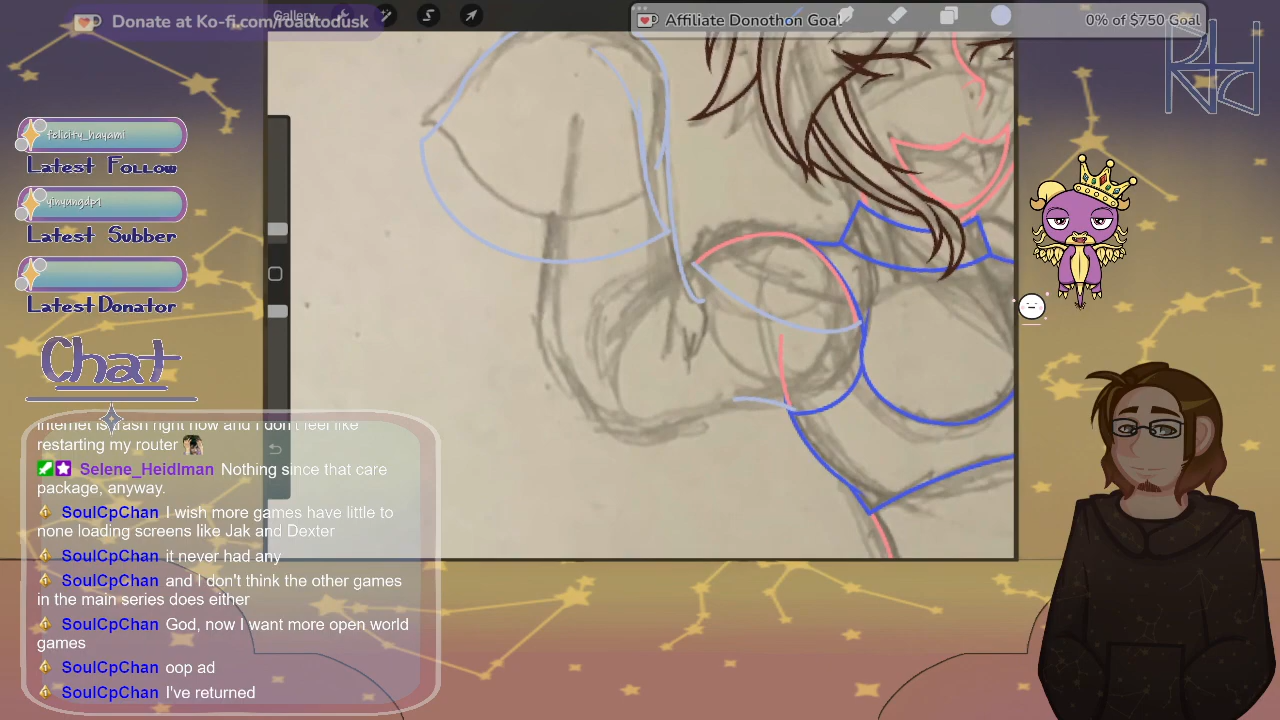 Donate at Ko-fi.com/roadtodusk
Gallery
Affiliate Donothon Goal
0% of $750 Goal
felicity_hayami
Latest Follow
yinyangdp1
Latest Subber
Latest Donator
Chat
internet is trash right now and I don't feel like
restarting my router
Selene_Heidlman Nothing since that care
package, anyway.
SoulCpChan I wish more games have little to
none loading screens like Jak and Dexter
SoulCpChan it never had any
SoulCpChan and I don't think the other games
in the main series does either
SoulCpChan God, now I want more open world
games
SoulCpChan oop ad
SoulCpChan I've returned